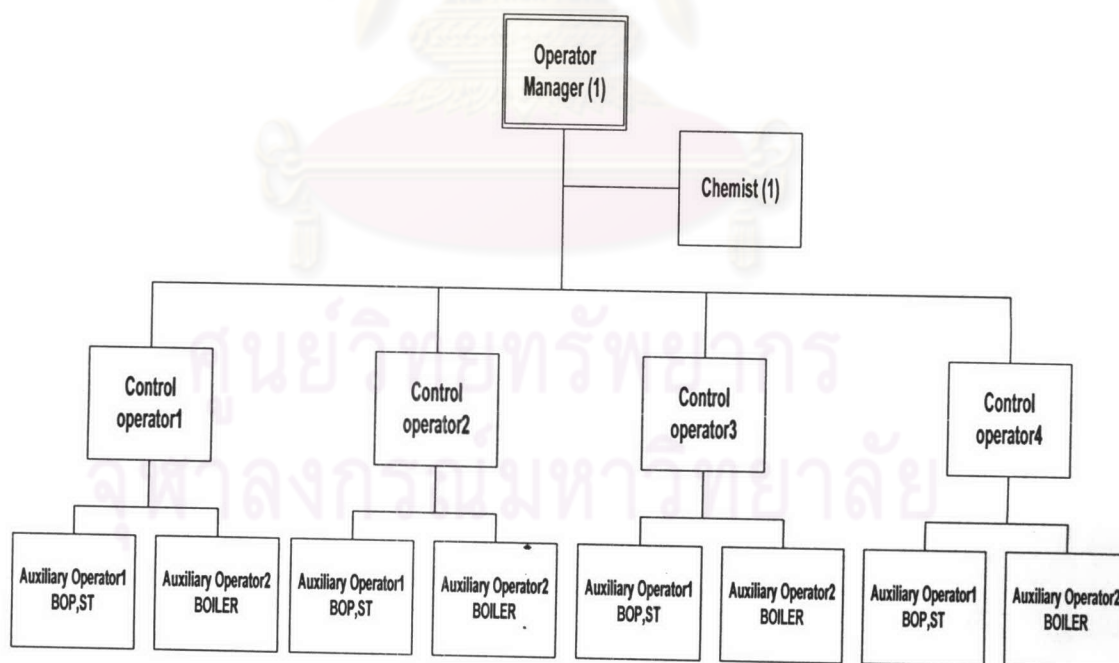 Operator
Manager (1)
Chemist (1)
Control
operator1
Control
operator2
Control
operator3
Control
operator4
Auxiliary Operator1
BOP,ST
Auxiliary Operator2
BOILER
Auxiliary Operator1
BOP,ST
Auxiliary Operator2
BOILER
Auxiliary Operator1
BOP,ST
Auxiliary Operator2
BOILER
Auxiliary Operator1
BOP,ST
Auxiliary Operator2
BOILER
ศูนย์วิทยทรัพยากร
จุฬาลงกรณ์มหาวิทยาลัย